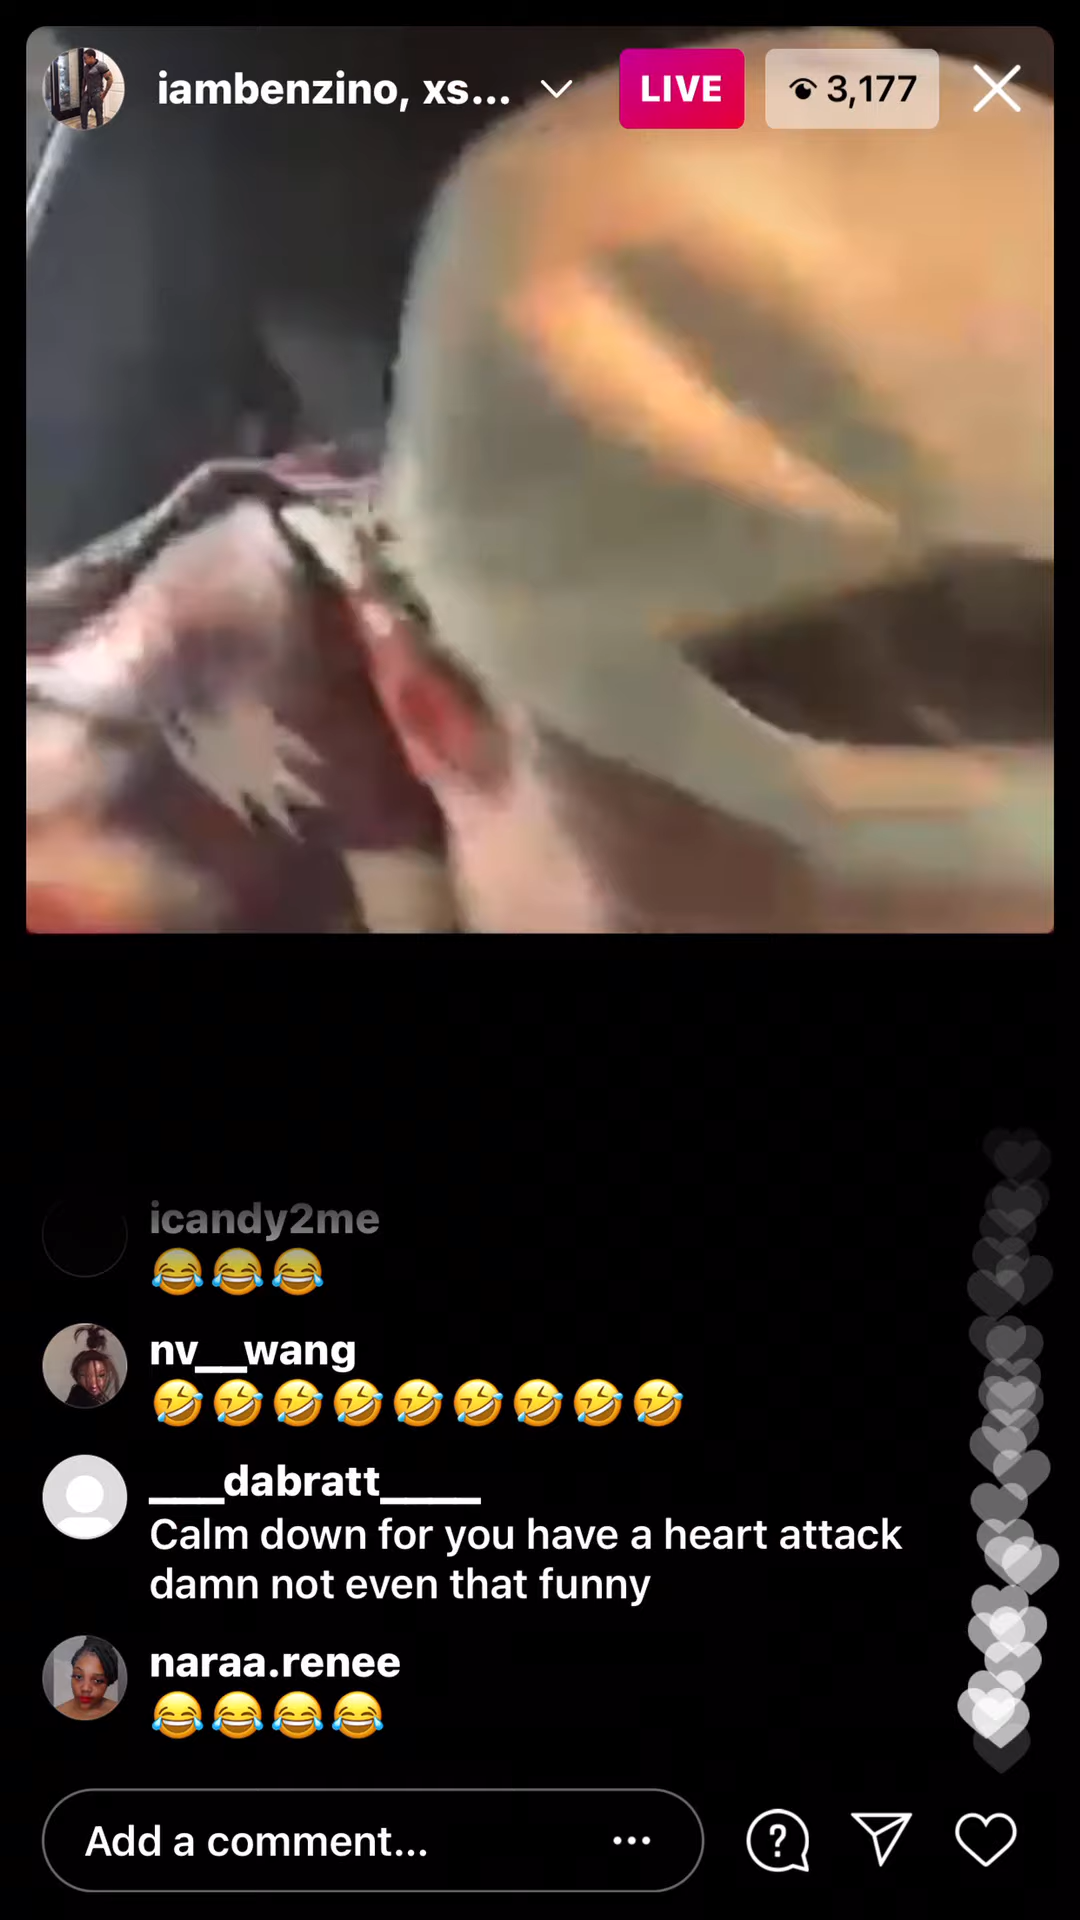 iambenzino, xs...
LIVE
3,177
icandy2me
😂😂😂
nv__wang
🤣🤣🤣🤣🤣🤣🤣🤣🤣
___dabratt____
Calm down for you have a heart attack
damn not even that funny
naraa.renee
😂😂😂😂
Add a comment...